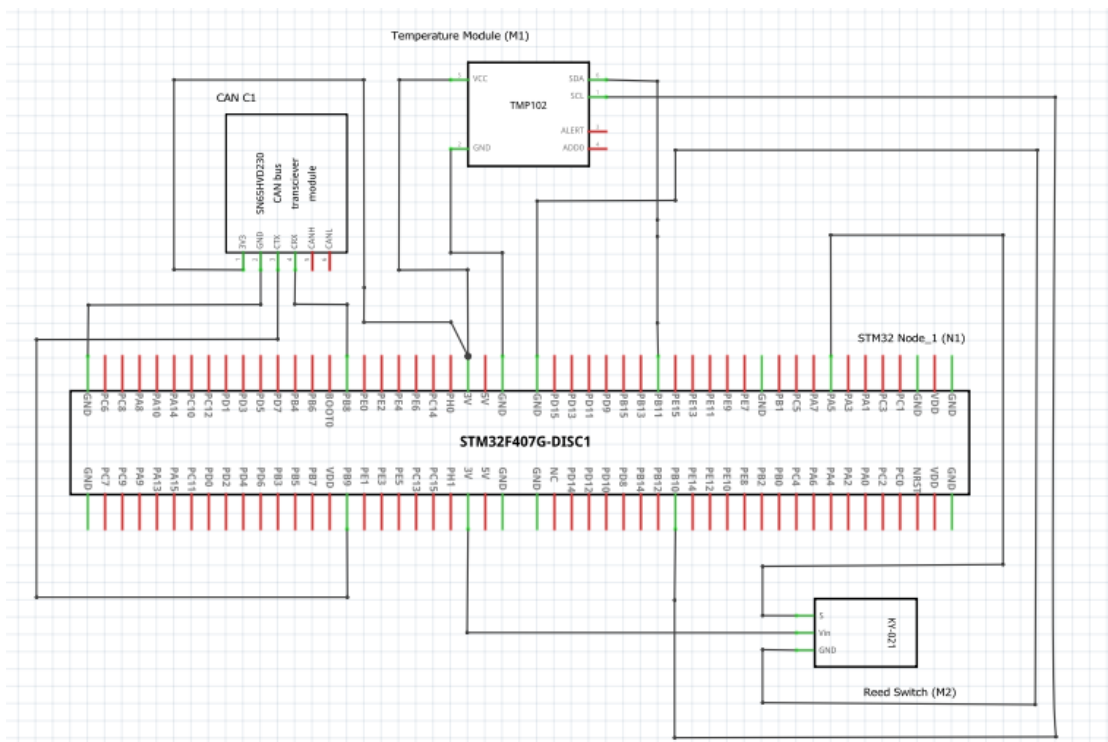 Temperature Module (M1)
VCC
GND
TMP102
SDA
SCL
ALERT
ADD0
CAN C1
SN65HVD230
CAN bus
transciever
module
3V3
GND
CTX
CRX
CANH
CAN1
STM32 Node_1 (N1)
GND PC6 PC8 PA8 PA10 PA14 PC10 PC12 PD1 PD3 PD5 PD7 PB4 PB6 BOOT0 PB8 PE0 PE2 PE4 PE6 PC14 PH0 3V 5V GND GND PD15 PD13 PD11 PD9 PB15 PB13 PB11 PE15 PE13 PE11 PE9 PE7 GND PB1 PC5 PA7 PA5 PA3 PA1 PC3 PC1 GND VDD GND
STM32F407G-DISC1
GND PC7 PC9 PA9 PA13 PA15 PC11 PD0 PD2 PD4 PD6 PB3 PB5 PB7 VDD PB9 PE1 PE3 PE5 PC13 PC15 PH1 3V 5V GND GND NC PD14 PD12 PD10 PD8 PB14 PB12 PB10 PE14 PE12 PE10 PE8 PB2 PB0 PC4 PA6 PA4 PA2 PA0 PC2 PC0 NRST VDD GND
S
Vin
GND
KY-021
Reed Switch (M2)